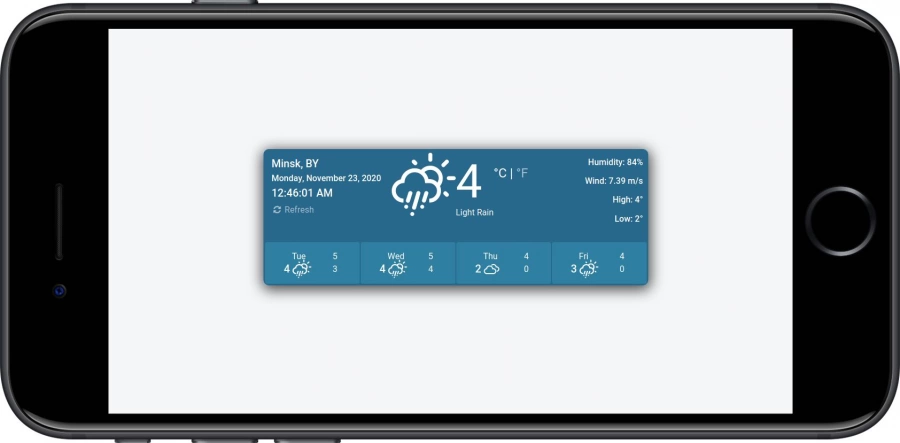 Minsk, BY
Monday, November 23, 2020
12:46:01 AM
Refresh
4
°C | °F
Light Rain
Humidity: 84%
Wind: 7.39 m/s
High: 4°
Low: 2°
Tue 5
4 3
Wed 5
4 4
Thu 4
2 0
Fri 4
3 0